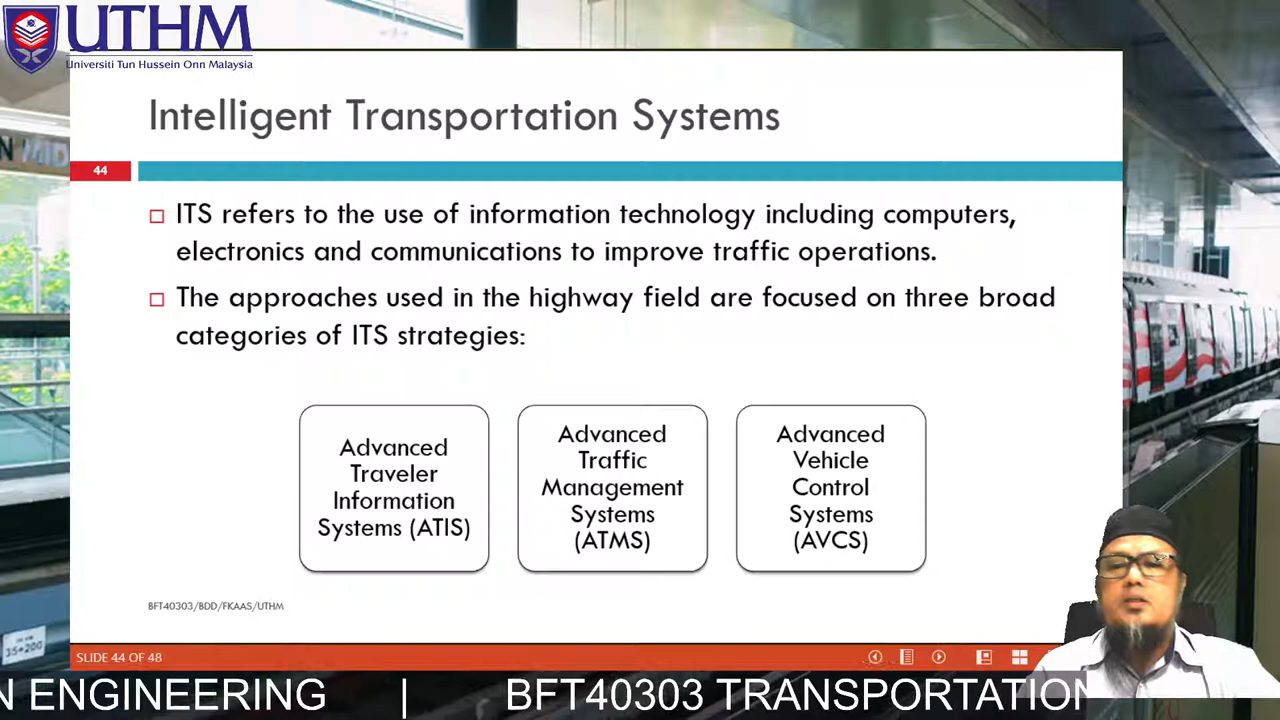 UTHM
Universiti Tun Hussein Onn Malaysia
Intelligent Transportation Systems
44
ITS refers to the use of information technology including computers,
electronics and communications to improve traffic operations.
The approaches used in the highway field are focused on three broad
categories of ITS strategies:
Advanced
Traveler
Information
Systems (ATIS)
Advanced
Traffic
Management
Systems
(ATMS)
Advanced
Vehicle
Control
Systems
(AVCS)
BFT40303/BDD/FKAAS/UTHM
35+200
SLIDE 44 OF 48
N ENGINEERING | BFT40303 TRANSPORTATION